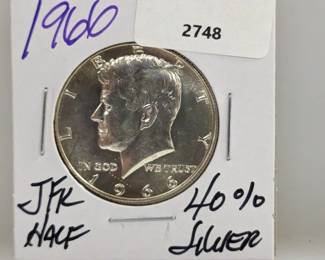 1966
2748
LIBERTY
IN GOD WE TRUST
1966
JFK 40%
HALF SILVER